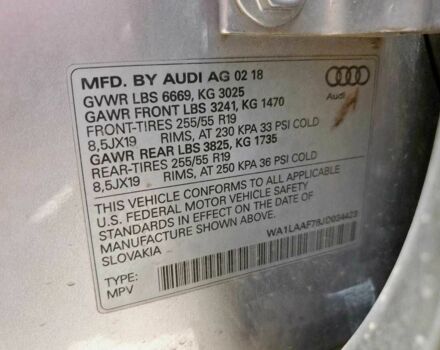 MFD. BY AUDI AG 02 18
GVWR LBS 6669, KG 3025
GAWR FRONT LBS 3241, KG 1470
FRONT-TIRES 255/55 R19
8,5JX19 RIMS, AT 230 KPA 33 PSI COLD
GAWR REAR LBS 3825, KG 1735
REAR-TIRES 255/55 R19
8,5JX19 RIMS, AT 250 KPA 36 PSI COLD
Audi
THIS VEHICLE CONFORMS TO ALL APPLICABLE
U.S. FEDERAL MOTOR VEHICLE SAFETY
STANDARDS IN EFFECT ON THE DATE OF
MANUFACTURE SHOWN ABOVE.
SLOVAKIA WA1LAAF78JD034423
TYPE:
MPV